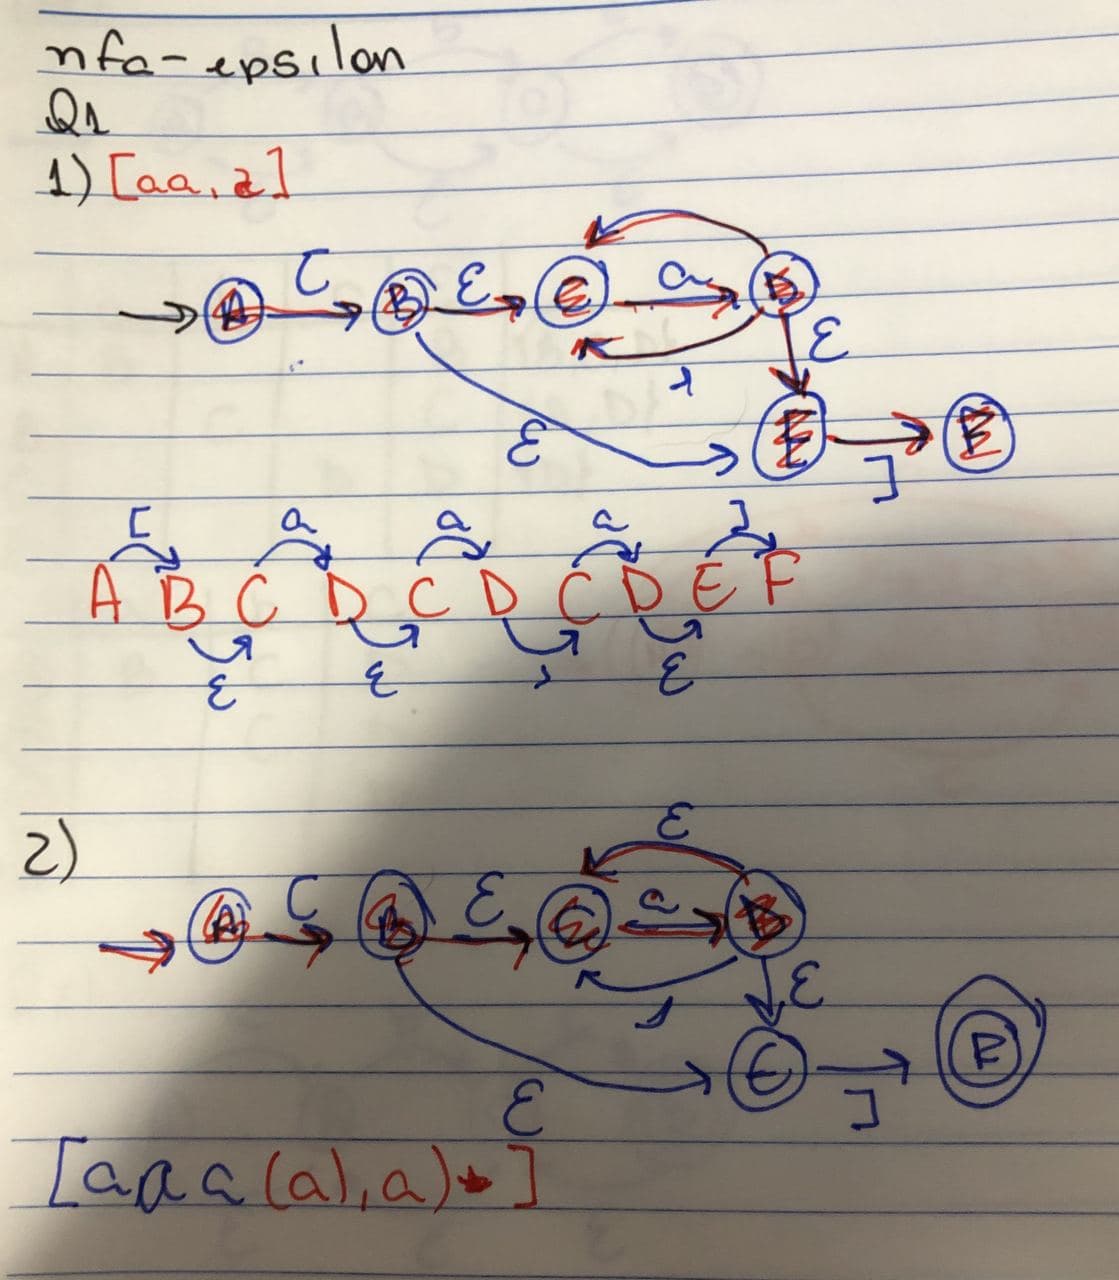 nfa-epsilon
Q1
1) [aa,a]
A [ B ε C a D
,
ε
ε E ] F
[ a a a ]
A B C D C D C D E F
ε ε , ε
2)
ε
A [ B ε C a D
, ε
ε E ] F
[aaa(a),a)*]